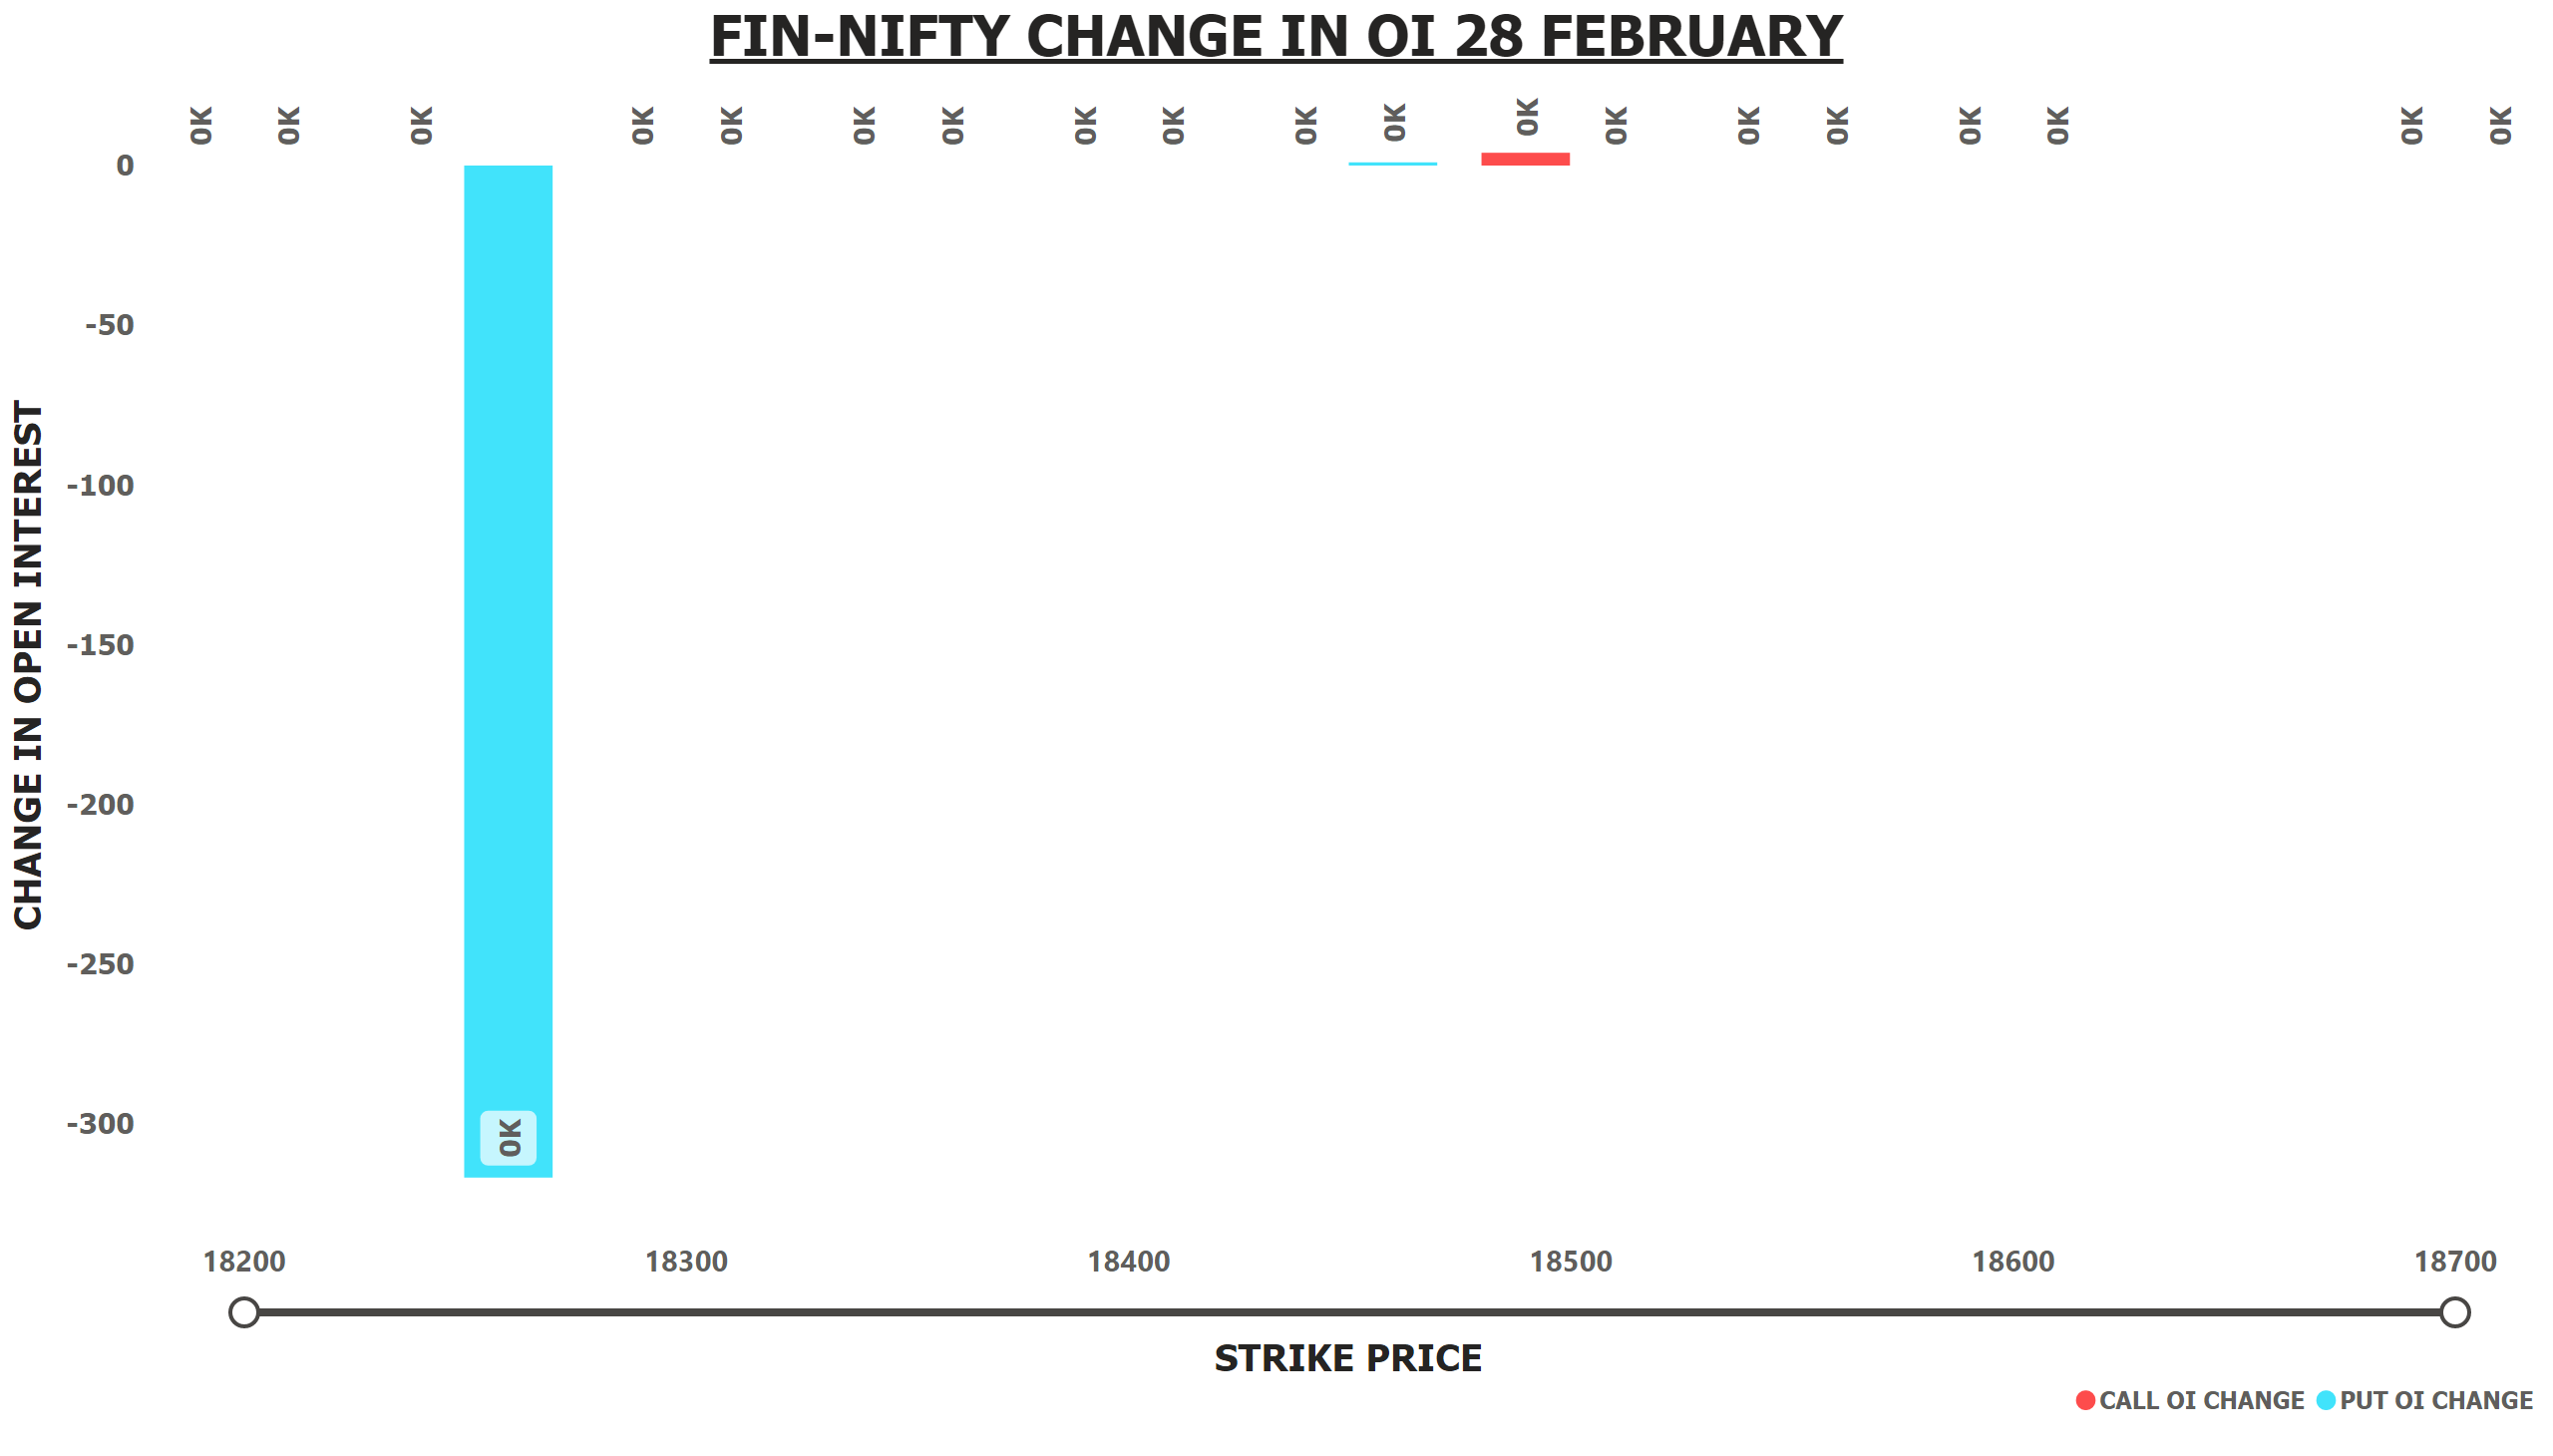 FIN-NIFTY CHANGE IN OI 28 FEBRUARY
0K 0K 0K 0K 0K 0K 0K 0K 0K 0K 0K 0K 0K 0K 0K 0K 0K 0K 0K
0
-50
-100
-150
-200
-250
-300
CHANGE IN OPEN INTEREST
0K
18200 18300 18400 18500 18600 18700
STRIKE PRICE
CALL OI CHANGE PUT OI CHANGE